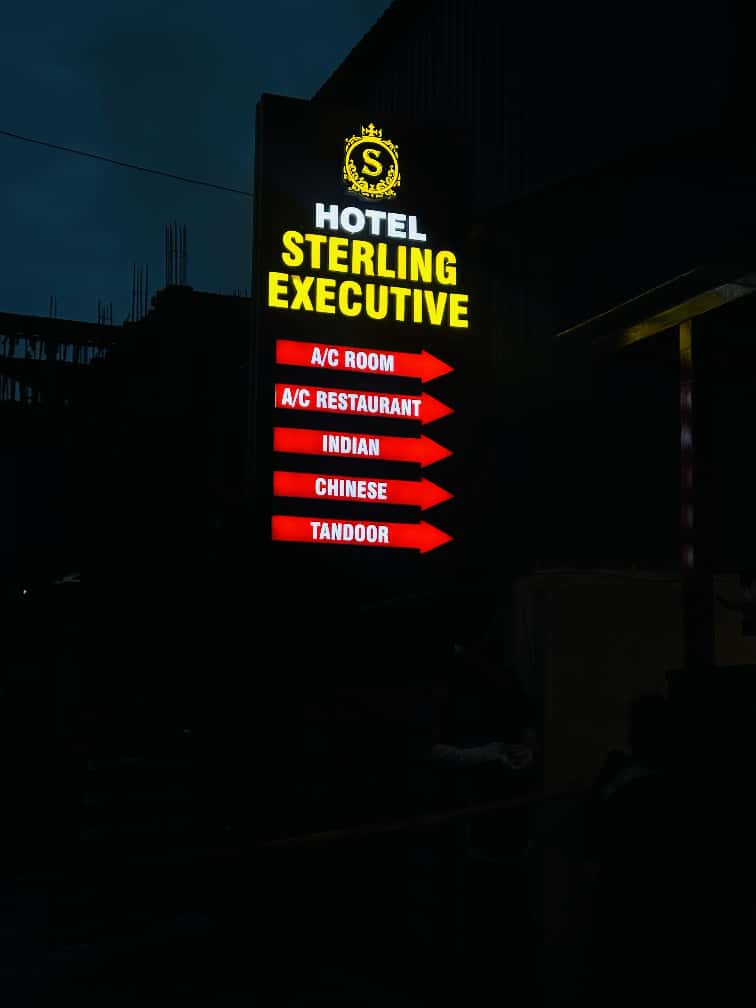 S
HOTEL
STERLING
EXECUTIVE
A/C ROOM
A/C RESTAURANT
INDIAN
CHINESE
TANDOOR